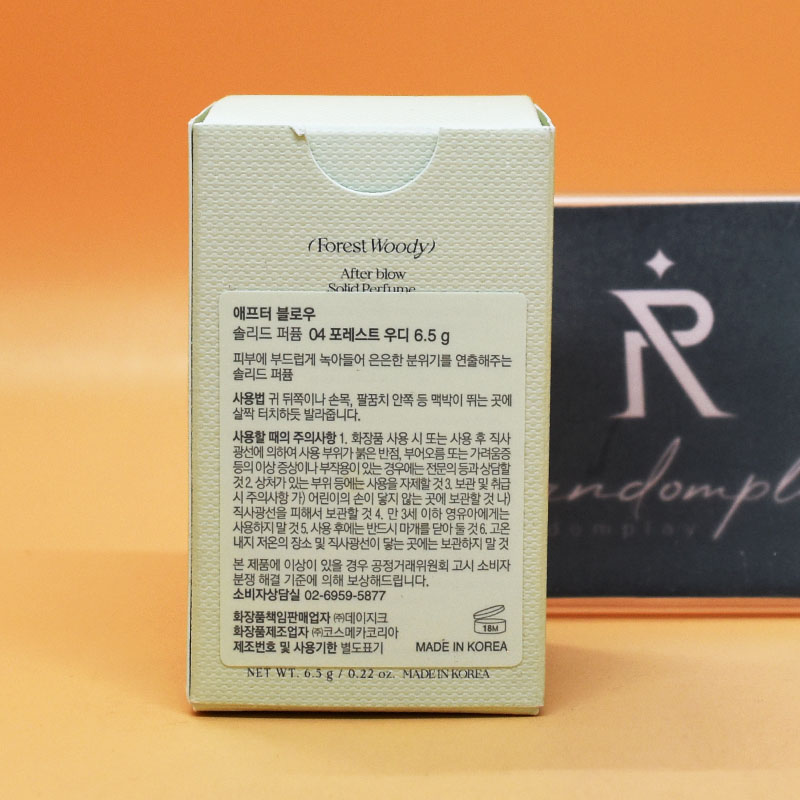 (Forest Woody)
After blow
Solid Perfume
애프터 블로우
솔리드 퍼퓸 04 포레스트 우디 6.5 g
피부에 부드럽게 녹아들어 은은한 분위기를 연출해주는
솔리드 퍼퓸
사용법 귀 뒤쪽이나 손목, 팔꿈치 안쪽 등 맥박이 뛰는 곳에
살짝 터치하듯 발라줍니다.
사용할 때의 주의사항 1. 화장품 사용 시 또는 사용 후 직사
광선에 의하여 사용 부위가 붉은 반점, 부어오름 또는 가려움증
등의 이상 증상이나 부작용이 있는 경우에는 전문의 등과 상담할
것 2. 상처가 있는 부위 등에는 사용을 자제할 것 3. 보관 및 취급
시 주의사항 가) 어린이의 손이 닿지 않는 곳에 보관할 것 나)
직사광선을 피해서 보관할 것 4. 만 3세 이하 영유아에게는
사용하지 말 것 5. 사용 후에는 반드시 마개를 닫아 둘 것 6. 고온
내지 저온의 장소 및 직사광선이 닿는 곳에는 보관하지 말 것
본 제품에 이상이 있을 경우 공정거래위원회 고시 소비자
분쟁 해결 기준에 의해 보상해드립니다.
소비자상담실 02-6959-5877
화장품책임판매업자 ㈜데이지크
화장품제조업자 ㈜코스메카코리아
제조번호 및 사용기한 별도표기
18M
MADE IN KOREA
NET WT. 6.5 g / 0.22 oz. MADE IN KOREA
R
andompl
domplay